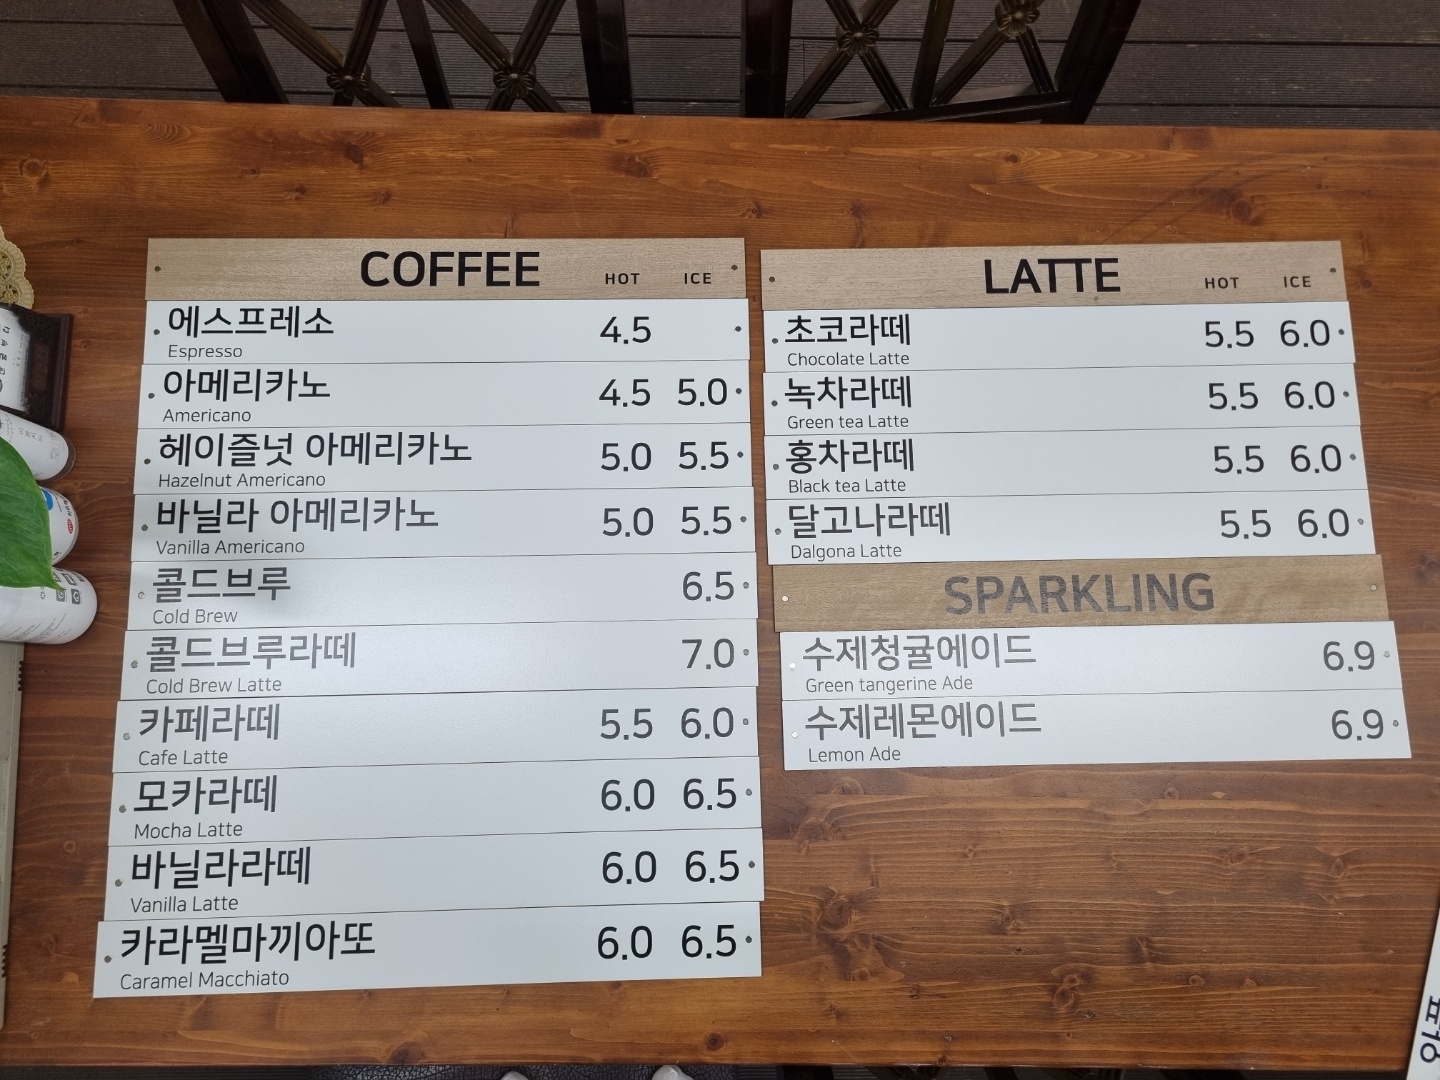 COFFEE HOT ICE
에스프레소 4.5
Espresso
아메리카노 4.5 5.0
Americano
헤이즐넛 아메리카노 5.0 5.5
Hazelnut Americano
바닐라 아메리카노 5.0 5.5
Vanilla Americano
콜드브루 6.5
Cold Brew
콜드브루라떼 7.0
Cold Brew Latte
카페라떼 5.5 6.0
Cafe Latte
모카라떼 6.0 6.5
Mocha Latte
바닐라라떼 6.0 6.5
Vanilla Latte
카라멜마끼아또 6.0 6.5
Caramel Macchiato
LATTE HOT ICE
초코라떼 5.5 6.0
Chocolate Latte
녹차라떼 5.5 6.0
Green tea Latte
홍차라떼 5.5 6.0
Black tea Latte
달고나라떼 5.5 6.0
Dalgona Latte
SPARKLING
수제청귤에이드 6.9
Green tangerine Ade
수제레몬에이드 6.9
Lemon Ade